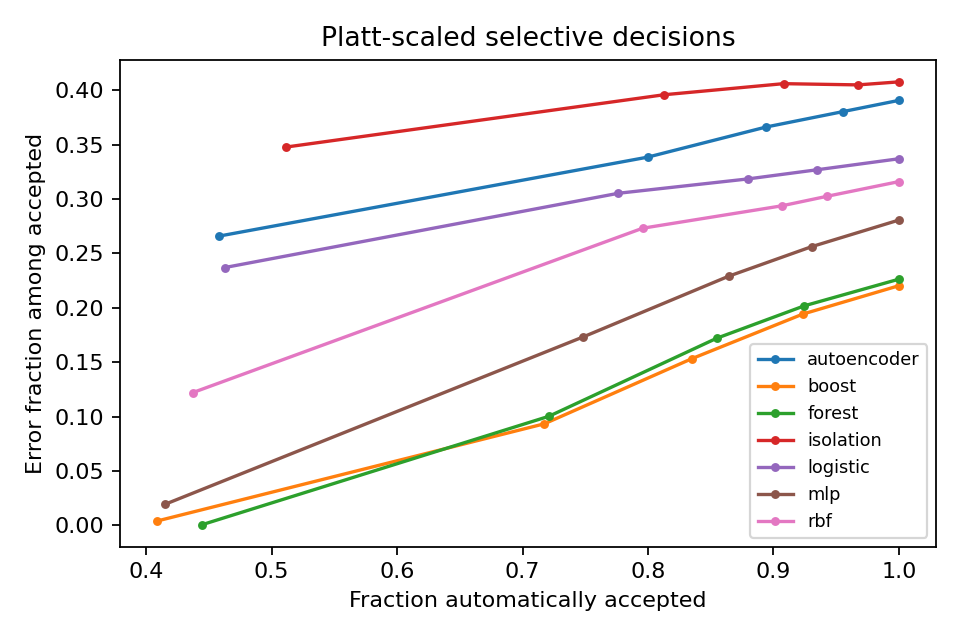 Platt-scaled selective decisions
Error fraction among accepted
0.40
0.35
0.30
0.25
0.20
0.15
0.10
0.05
0.00
autoencoder
boost
forest
isolation
logistic
mlp
rbf
0.4 0.5 0.6 0.7 0.8 0.9 1.0
Fraction automatically accepted